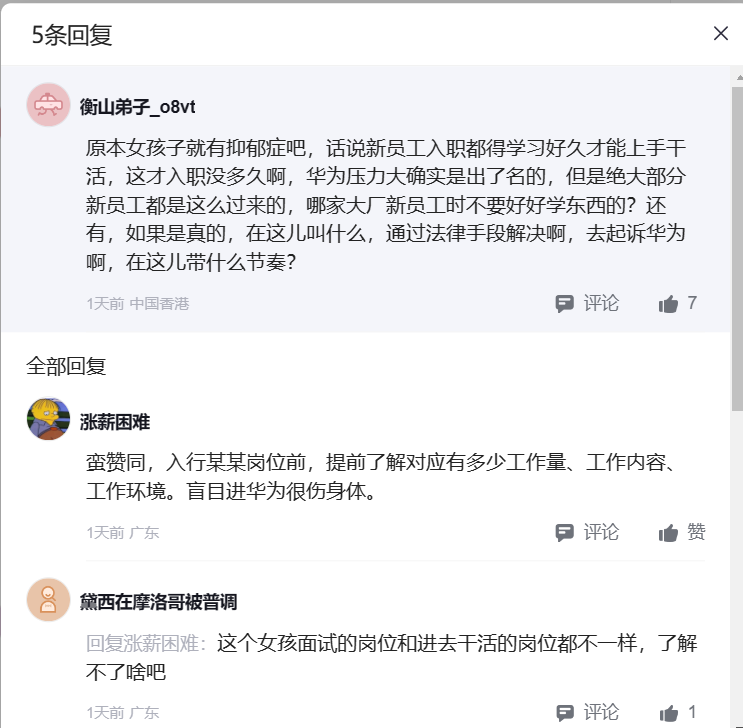 5条回复
衡山弟子_o8vt
原本女孩子就有抑郁症吧，话说新员工入职都得学习好久才能上手干
活，这才入职没多久啊，华为压力大确实是出了名的，但是绝大部分
新员工都是这么过来的，哪家大厂新员工时不要好好学东西的？还
有，如果是真的，在这儿叫什么，通过法律手段解决啊，去起诉华为
啊，在这儿带什么节奏？
1天前 中国香港 评论 7
全部回复
涨薪困难
蛮赞同，入行某某岗位前，提前了解对应有多少工作量、工作内容、
工作环境。盲目进华为很伤身体。
1天前 广东 评论 赞
黛西在摩洛哥被普调
回复涨薪困难：这个女孩面试的岗位和进去干活的岗位都不一样，了解
不了啥吧
1天前 广东 评论 1